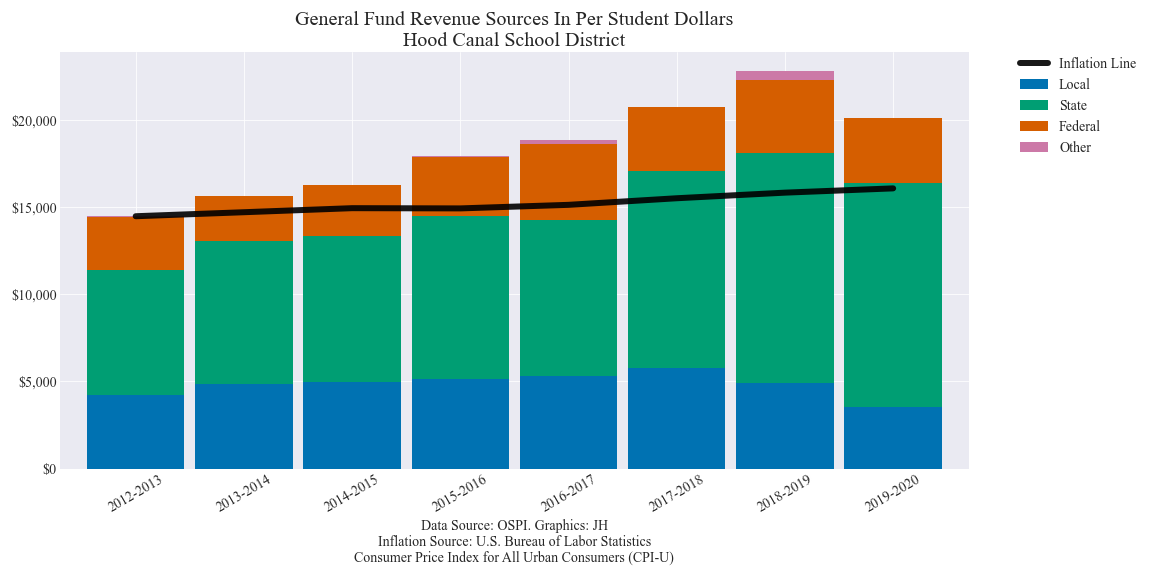 General Fund Revenue Sources In Per Student Dollars
Hood Canal School District
Inflation Line
Local
State
Federal
Other
$20,000
$15,000
$10,000
$5,000
$0
2012-2013
2013-2014
2014-2015
2015-2016
2016-2017
2017-2018
2018-2019
2019-2020
Data Source: OSPI. Graphics: JH
Inflation Source: U.S. Bureau of Labor Statistics
Consumer Price Index for All Urban Consumers (CPI-U)